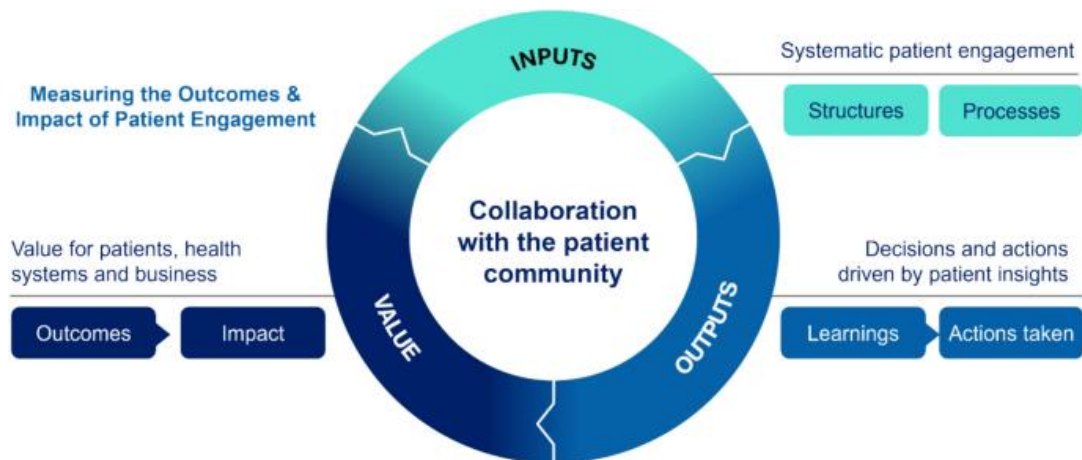 INPUTS
Systematic patient engagement
Measuring the Outcomes &
Impact of Patient Engagement
Structures
Processes
Collaboration
with the patient
community
Value for patients, health
systems and business
Decisions and actions
driven by patient insights
VALUE
OUTPUTS
Outcomes
Impact
Learnings
Actions taken